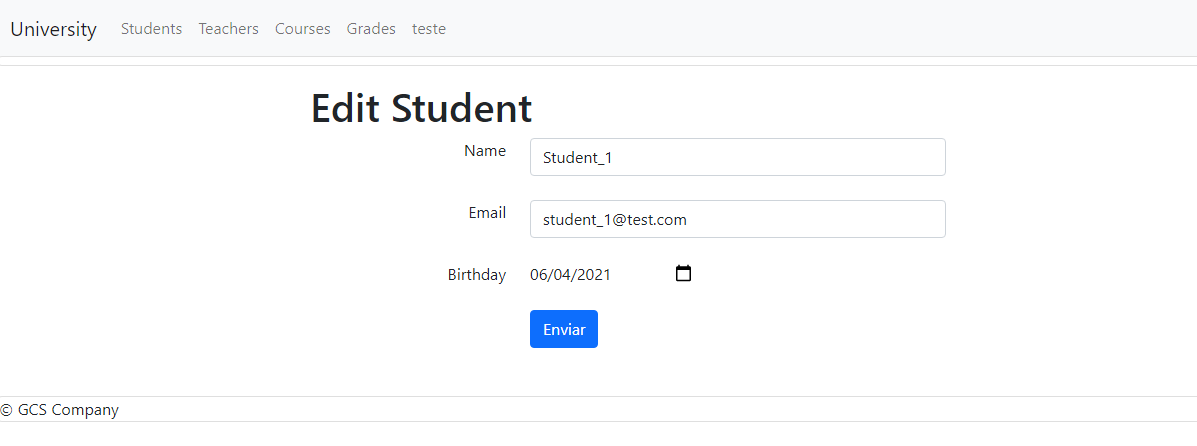 University Students Teachers Courses Grades teste
Edit Student
Name Student_1
Email student_1@test.com
Birthday 06/04/2021
Enviar
© GCS Company